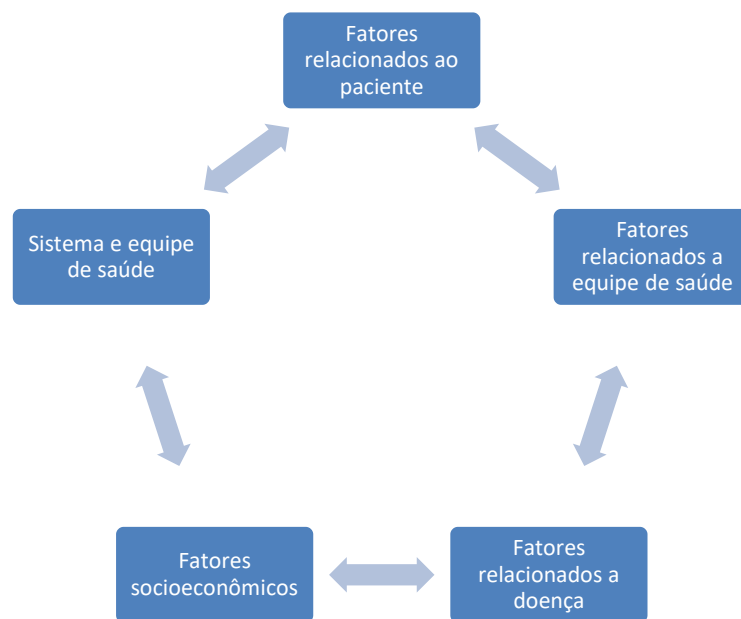 Fatores
relacionados ao
paciente
Sistema e equipe
de saúde
Fatores
relacionados a
equipe de saúde
Fatores
socioeconômicos
Fatores
relacionados a
doença